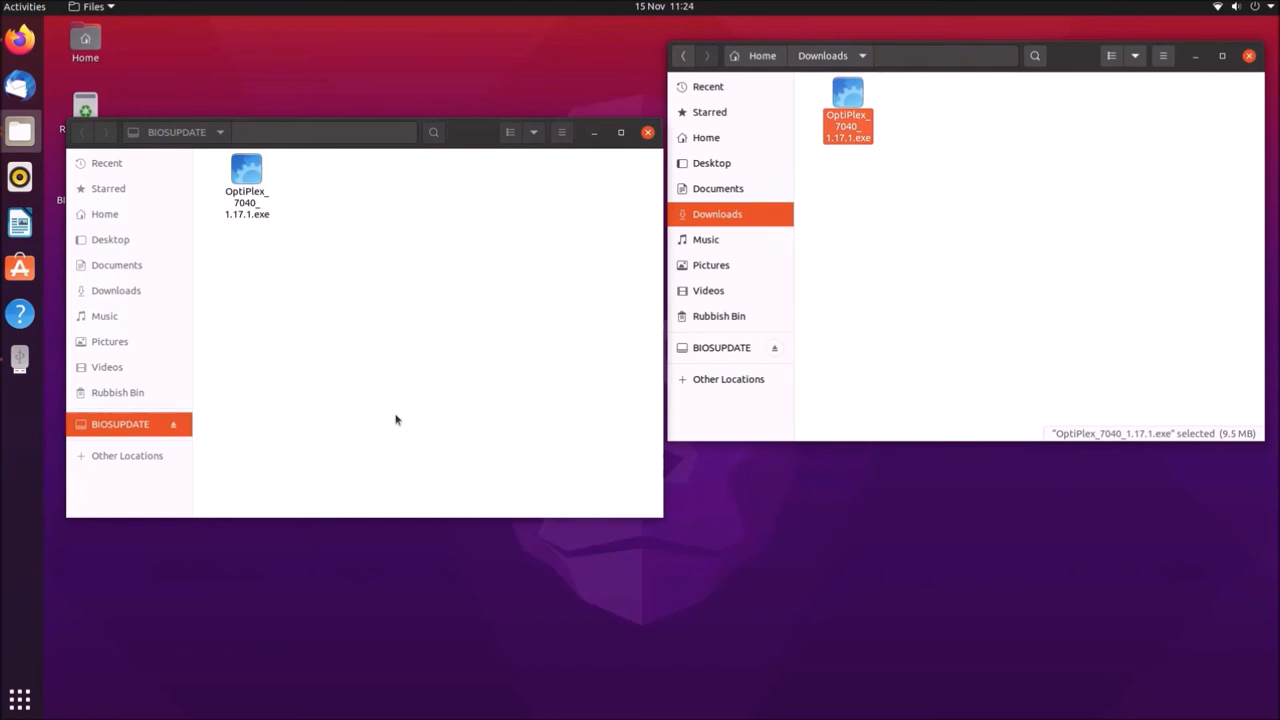 Activities
Files
15 Nov 11:24
Home
BIOSUPDATE
Recent
Starred
Home
Desktop
Documents
Downloads
Music
Pictures
Videos
Rubbish Bin
BIOSUPDATE
Other Locations
OptiPlex_
7040_
1.17.1.exe
Home
Downloads
Recent
Starred
Home
Desktop
Documents
Downloads
Music
Pictures
Videos
Rubbish Bin
BIOSUPDATE
Other Locations
OptiPlex_
7040_
1.17.1.exe
"OptiPlex_7040_1.17.1.exe" selected (9.5 MB)